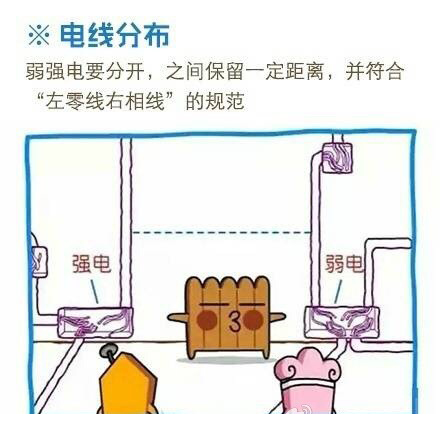 ※ 电线分布
弱强电要分开，之间保留一定距离，并符合
“左零线右相线”的规范
强电
弱电